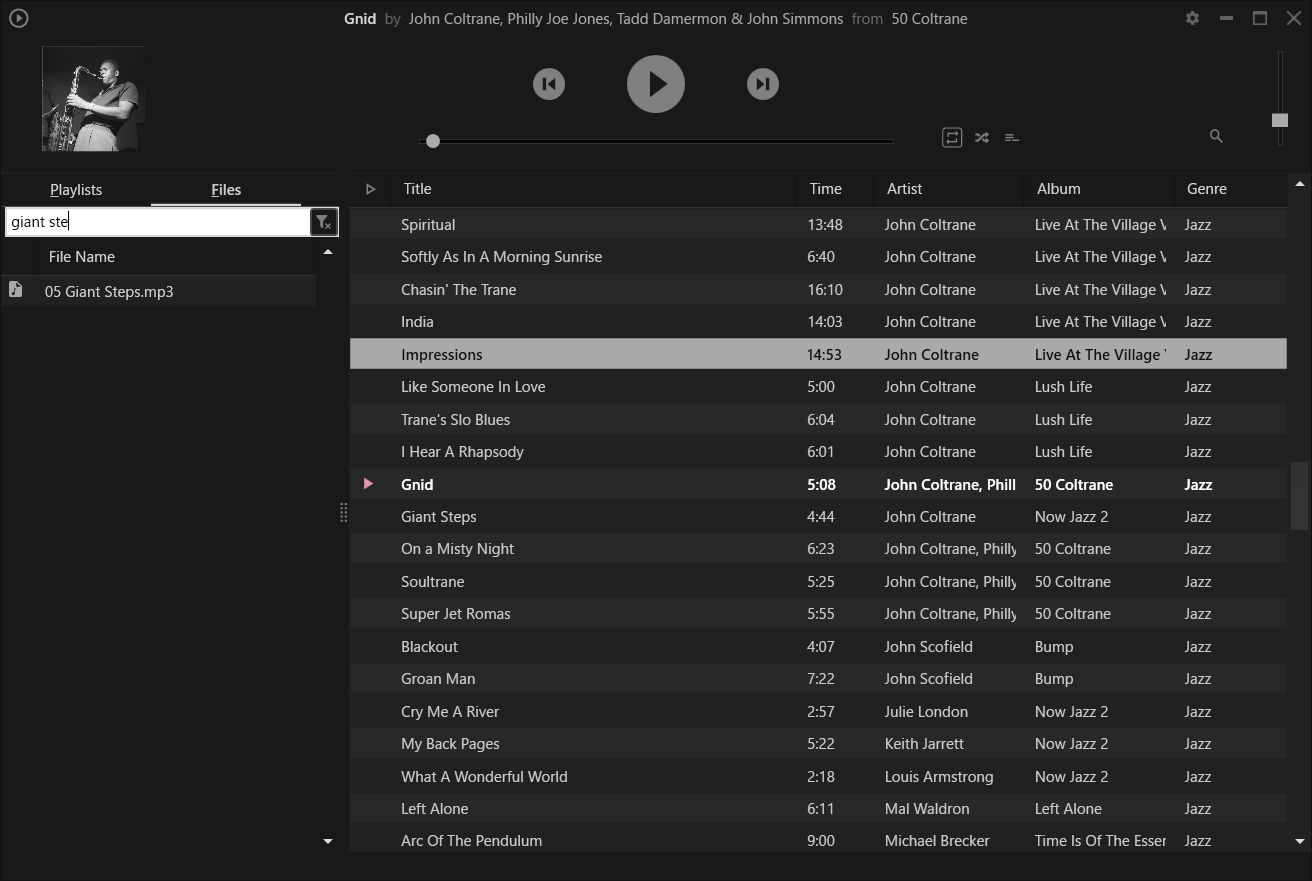 Gnid by John Coltrane, Philly Joe Jones, Tadd Damermon & John Simmons from 50 Coltrane
Playlists Files
giant ste
File Name
05 Giant Steps.mp3
Title Time Artist Album Genre
Spiritual 13:48 John Coltrane Live At The Village V Jazz
Softly As In A Morning Sunrise 6:40 John Coltrane Live At The Village V Jazz
Chasin' The Trane 16:10 John Coltrane Live At The Village V Jazz
India 14:03 John Coltrane Live At The Village V Jazz
Impressions 14:53 John Coltrane Live At The Village Jazz
Like Someone In Love 5:00 John Coltrane Lush Life Jazz
Trane's Slo Blues 6:04 John Coltrane Lush Life Jazz
I Hear A Rhapsody 6:01 John Coltrane Lush Life Jazz
Gnid 5:08 John Coltrane, Phill 50 Coltrane Jazz
Giant Steps 4:44 John Coltrane Now Jazz 2 Jazz
On a Misty Night 6:23 John Coltrane, Philly 50 Coltrane Jazz
Soultrane 5:25 John Coltrane, Philly 50 Coltrane Jazz
Super Jet Romas 5:55 John Coltrane, Philly 50 Coltrane Jazz
Blackout 4:07 John Scofield Bump Jazz
Groan Man 7:22 John Scofield Bump Jazz
Cry Me A River 2:57 Julie London Now Jazz 2 Jazz
My Back Pages 5:22 Keith Jarrett Now Jazz 2 Jazz
What A Wonderful World 2:18 Louis Armstrong Now Jazz 2 Jazz
Left Alone 6:11 Mal Waldron Left Alone Jazz
Arc Of The Pendulum 9:00 Michael Brecker Time Is Of The Esser Jazz